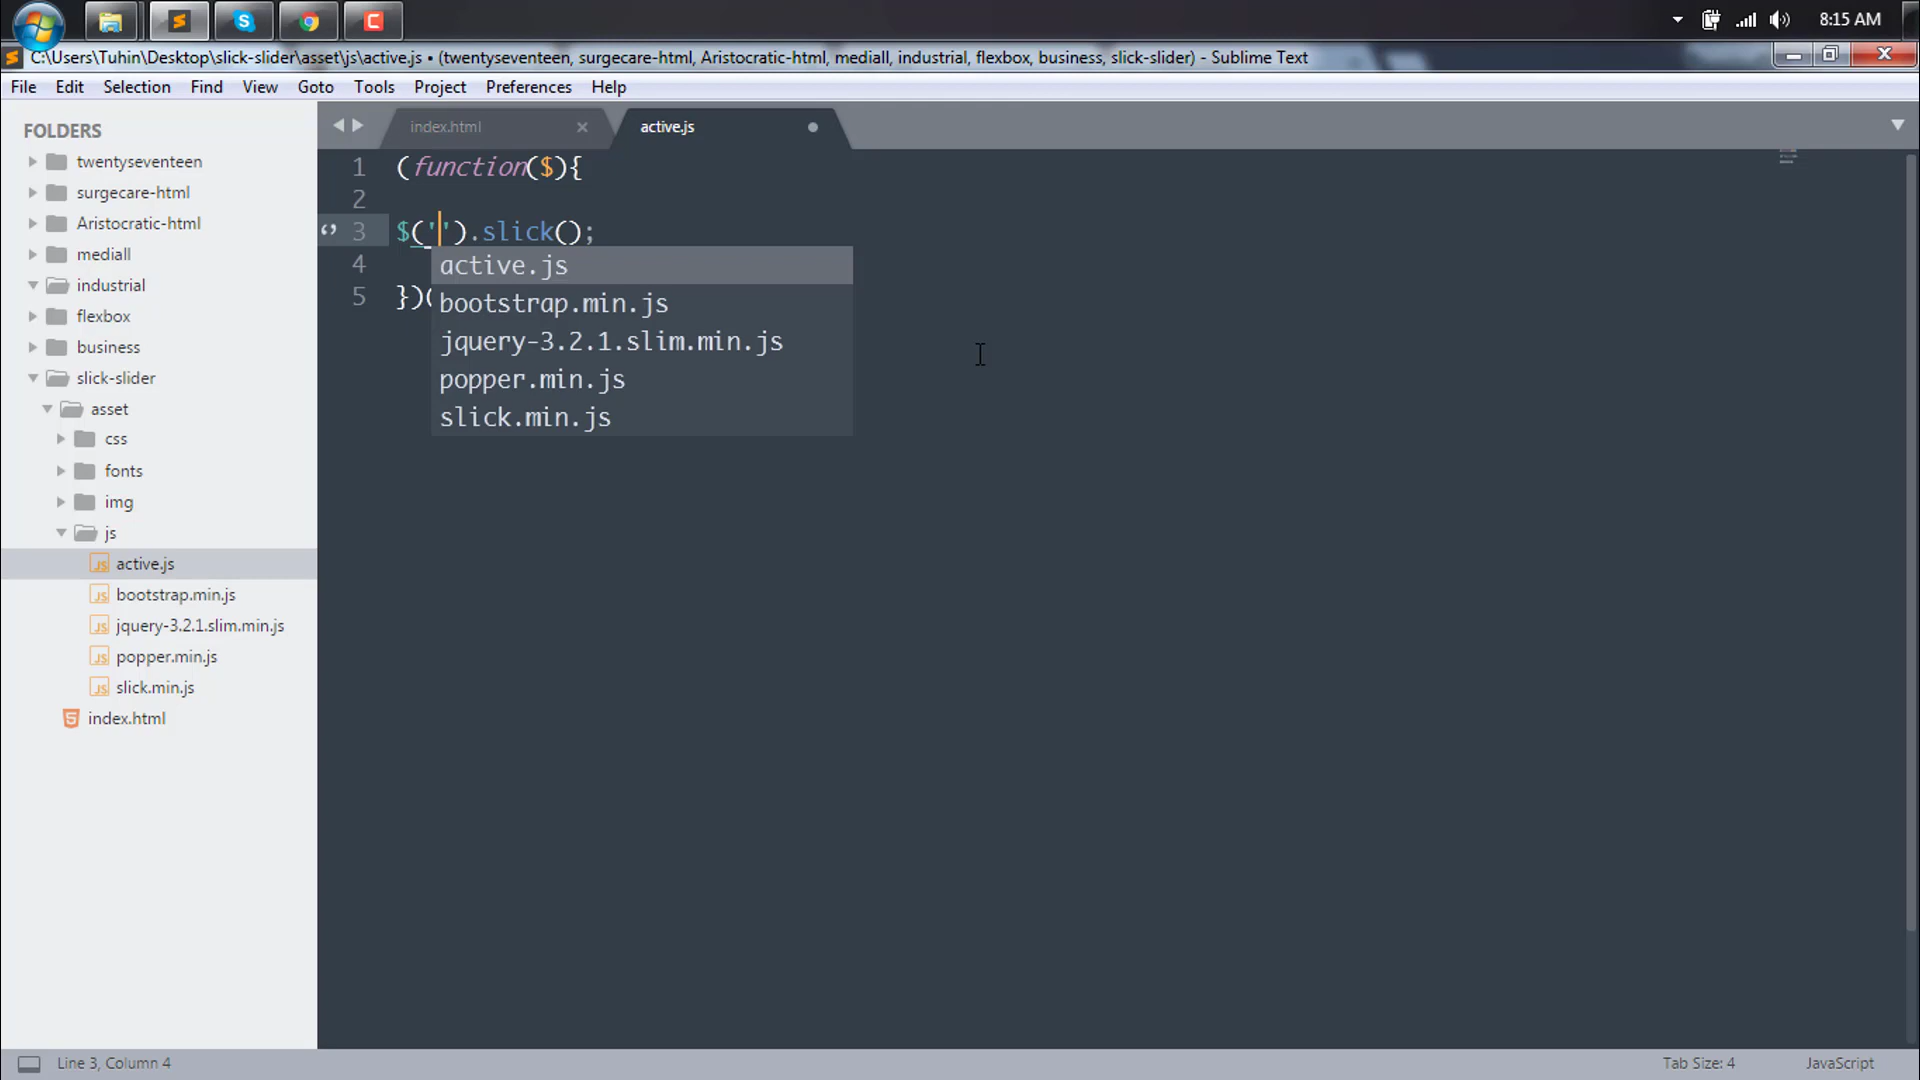 8:15 AM
C:\Users\Tuhin\Desktop\slick-slider\asset\js\active.js • (twentyseventeen, surgecare-html, Aristocratic-html, mediall, industrial, flexbox, business, slick-slider) - Sublime Text
File Edit Selection Find View Goto Tools Project Preferences Help
FOLDERS
twentyseventeen
surgecare-html
Aristocratic-html
mediall
industrial
flexbox
business
slick-slider
asset
css
fonts
img
js
active.js
bootstrap.min.js
jquery-3.2.1.slim.min.js
popper.min.js
slick.min.js
index.html
index.html active.js
1 (function($){
2
3 $('').slick();
4
5 })(
active.js
bootstrap.min.js
jquery-3.2.1.slim.min.js
popper.min.js
slick.min.js
Line 3, Column 4 Tab Size: 4 JavaScript